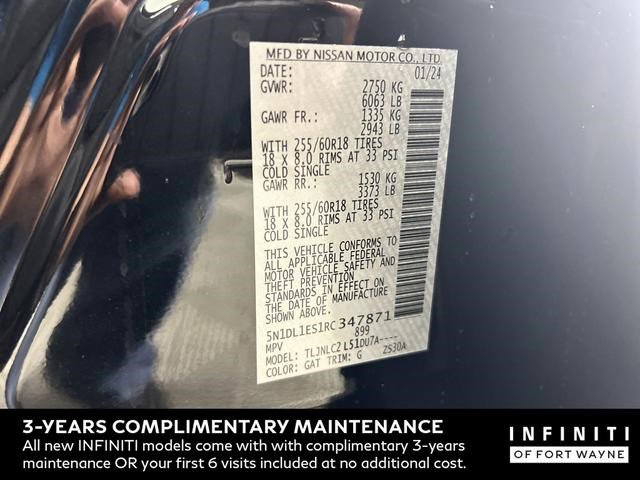 MFD BY NISSAN MOTOR CO., LTD.
DATE: 01/24
GVWR: 2750 KG
6063 LB
GAWR FR.: 1335 KG
2943 LB
WITH 255/60R18 TIRES
18 X 8.0 RIMS AT 33 PSI
COLD SINGLE
GAWR RR.: 1530 KG
3373 LB
WITH 255/60R18 TIRES
18 X 8.0 RIMS AT 33 PSI
COLD SINGLE
THIS VEHICLE CONFORMS TO
ALL APPLICABLE FEDERAL
MOTOR VEHICLE SAFETY AND
THEFT PREVENTION
STANDARDS IN EFFECT ON
THE DATE OF MANUFACTURE
SHOWN ABOVE.
5N1DL1ES1RC347871
MPV 899
MODEL: TLJNLC2 L51DU7A----
COLOR: GAT TRIM: G ZS30A
3-YEARS COMPLIMENTARY MAINTENANCE
All new INFINITI models come with with complimentary 3-years
maintenance OR your first 6 visits included at no additional cost.
INFINITI
OF FORT WAYNE